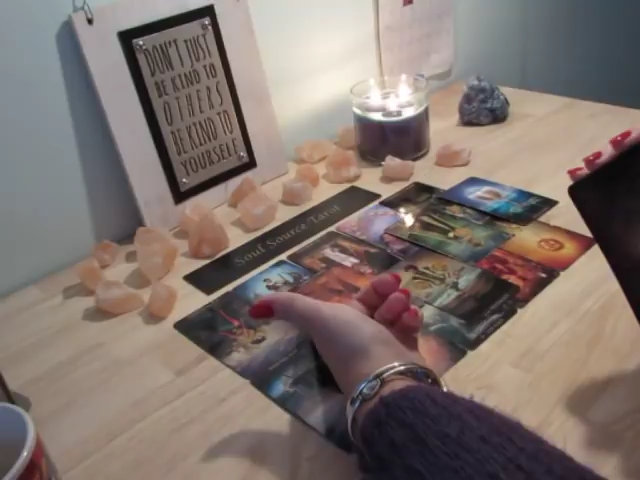 DON'T JUST
BE KIND TO
OTHERS
BE KIND TO
YOURSELF
Soul Source Tarot